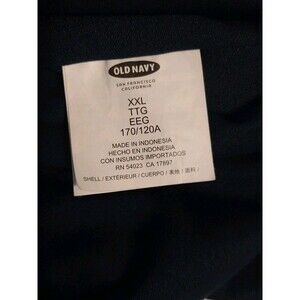 OLD NAVY
SAN FRANCISCO
CALIFORNIA
XXL
TTG
EEG
170/120A
MADE IN INDONESIA
HECHO EN INDONESIA
CON INSUMOS IMPORTADOS
RN 54023 CA 17897
SHELL / EXTERIEUR / CUERPO / 表地 / 面料 /